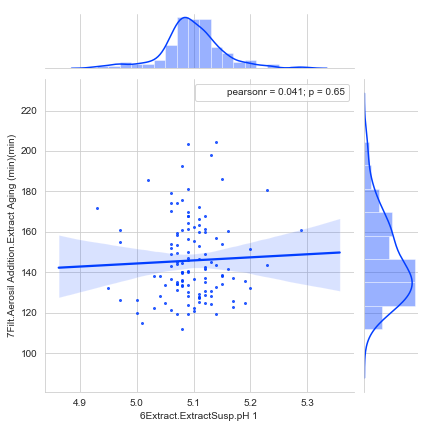 pearsonr = 0.041; p = 0.65
220
200
180
160
140
120
100
7Filt.Aerosil Addition.Extract Aging (min)(min)
4.9 5.0 5.1 5.2 5.3
6Extract.ExtractSusp.pH 1